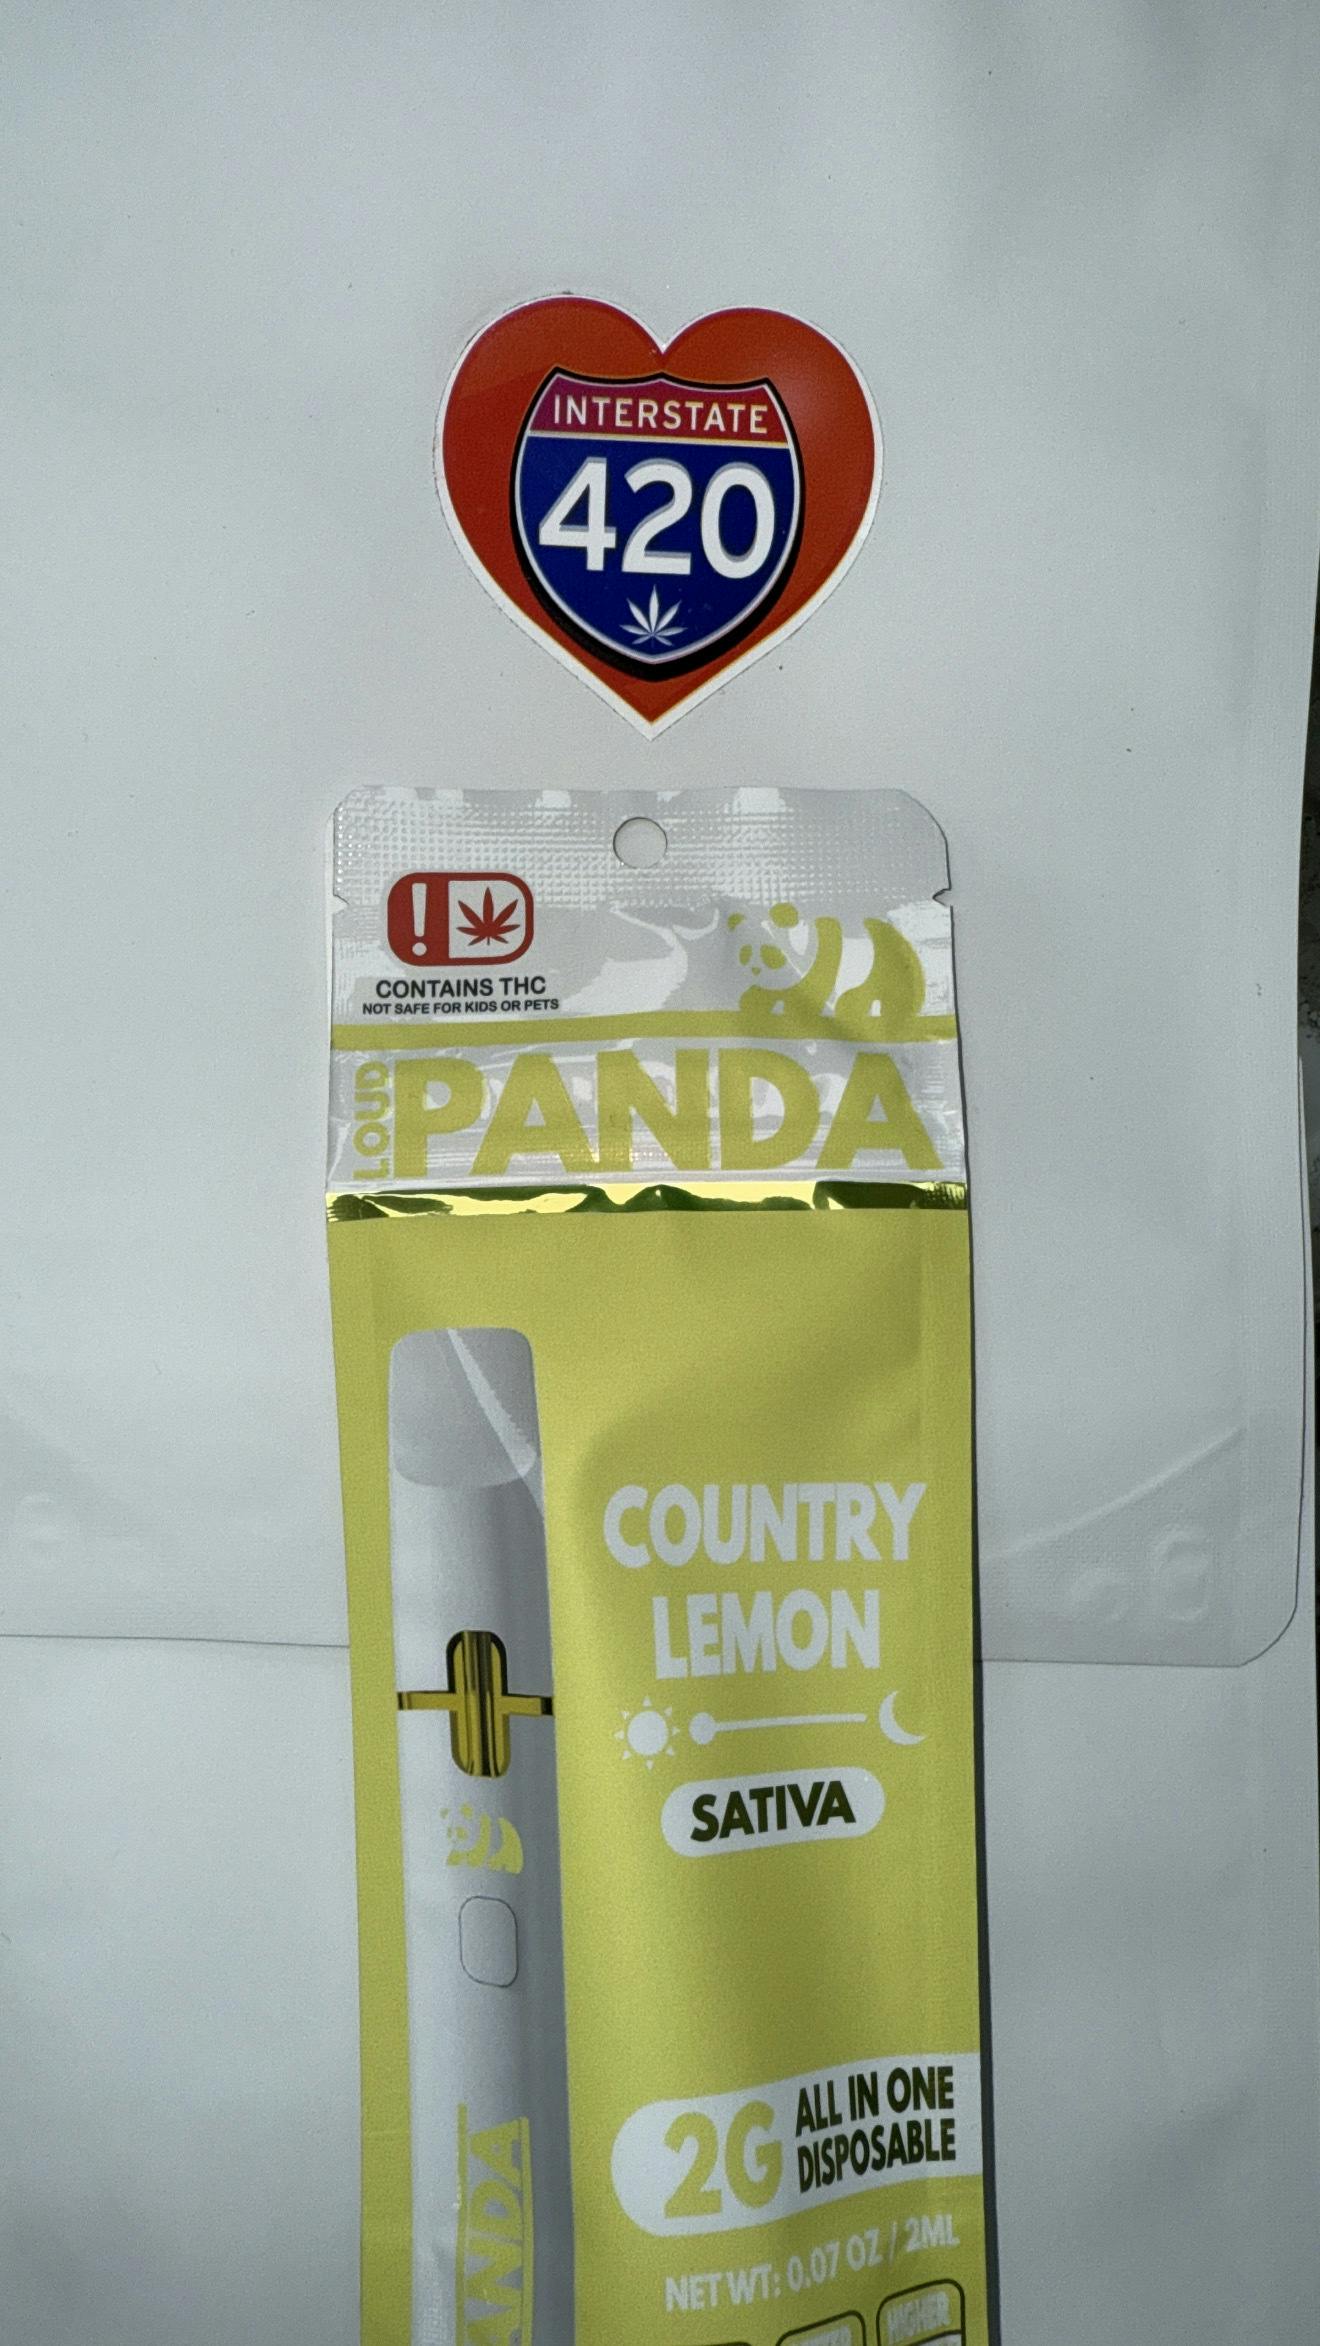 INTERSTATE
420
!
CONTAINS THC
NOT SAFE FOR KIDS OR PETS
LOUD
PANDA
COUNTRY
LEMON
SATIVA
2G
ALL IN ONE
DISPOSABLE
NET WT: 0.07 OZ / 2ML
HIGHER